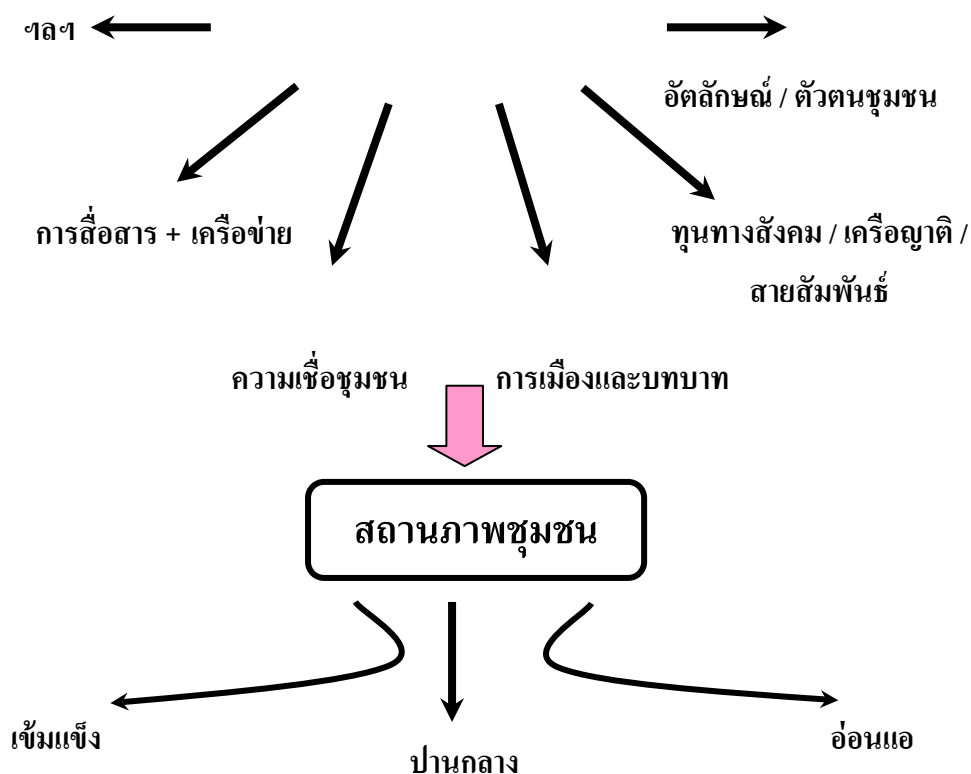 ฯลฯ
อัตลักษณ์ / ตัวตนชุมชน
การสื่อสาร + เครือข่าย
ทุนทางสังคม / เครือญาติ /
สายสัมพันธ์
ความเชื่อชุมชน
การเมืองและบทบาท
สถานภาพชุมชน
เข้มแข็ง
ปานกลาง
อ่อนแอ